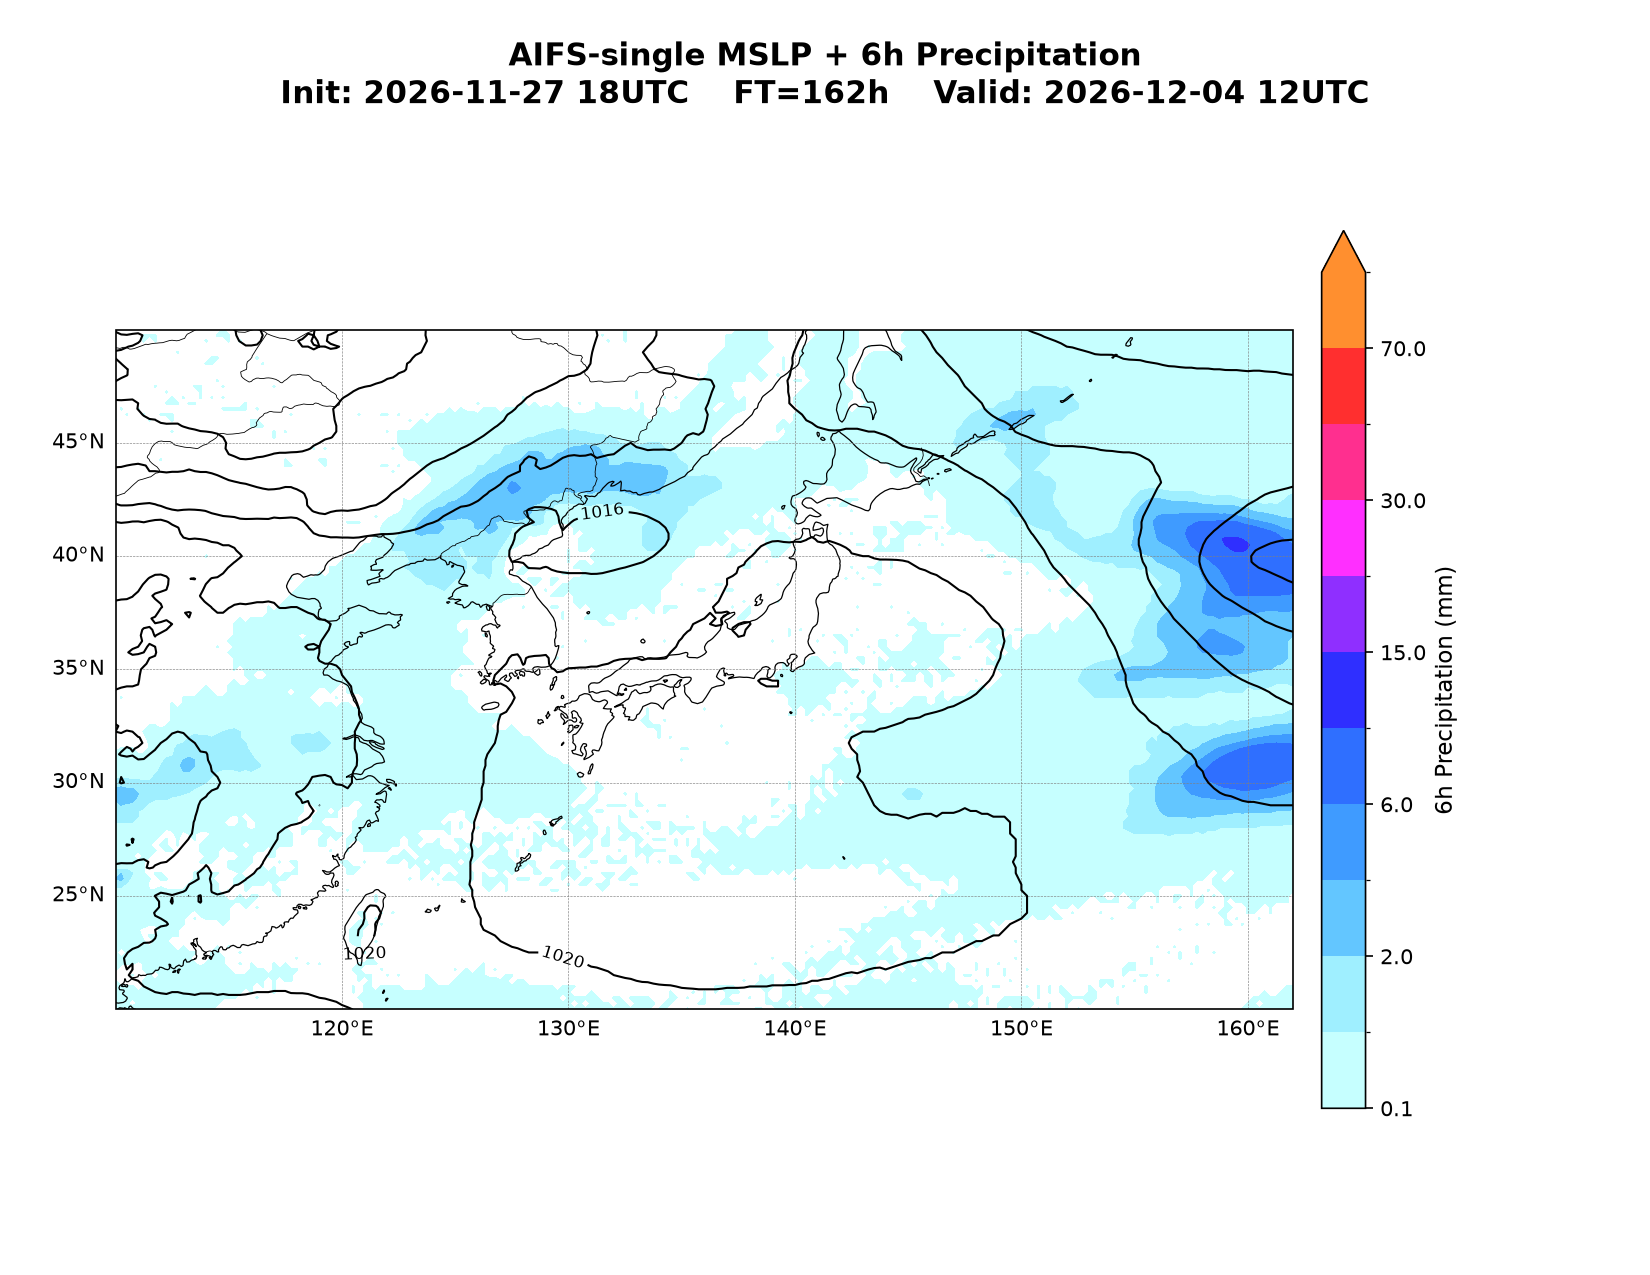 AIFS-single MSLP + 6h Precipitation
Init: 2026-11-27 18UTC    FT=162h    Valid: 2026-12-04 12UTC
70.0
45°N
1016
30.0
40°N
35°N
15.0
6h Precipitation (mm)
30°N
6.0
25°N
1020
1020
2.0
120°E
130°E
140°E
150°E
160°E
0.1